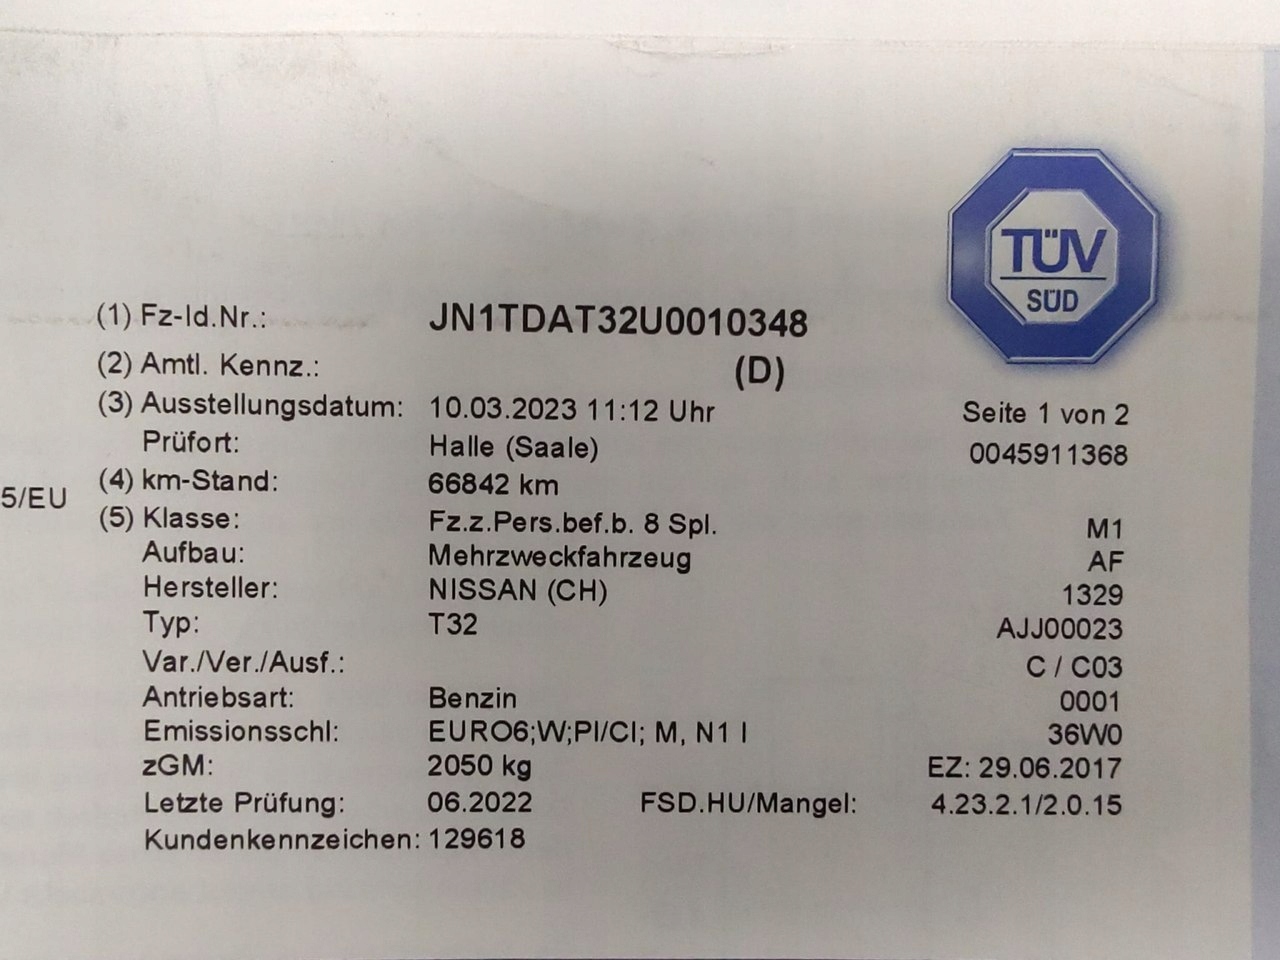 TÜV
SÜD
(1) Fz-Id.Nr.: JN1TDAT32U0010348
(2) Amtl. Kennz.: (D)
(3) Ausstellungsdatum: 10.03.2023 11:12 Uhr Seite 1 von 2
Prüfort: Halle (Saale) 0045911368
5/EU (4) km-Stand: 66842 km
(5) Klasse: Fz.z.Pers.bef.b. 8 Spl. M1
Aufbau: Mehrzweckfahrzeug AF
Hersteller: NISSAN (CH) 1329
Typ: T32 AJJ00023
Var./Ver./Ausf.: C / C03
Antriebsart: Benzin 0001
Emissionsschl: EURO6;W;PI/CI; M, N1 I 36W0
zGM: 2050 kg EZ: 29.06.2017
Letzte Prüfung: 06.2022 FSD.HU/Mangel: 4.23.2.1/2.0.15
Kundenkennzeichen: 129618